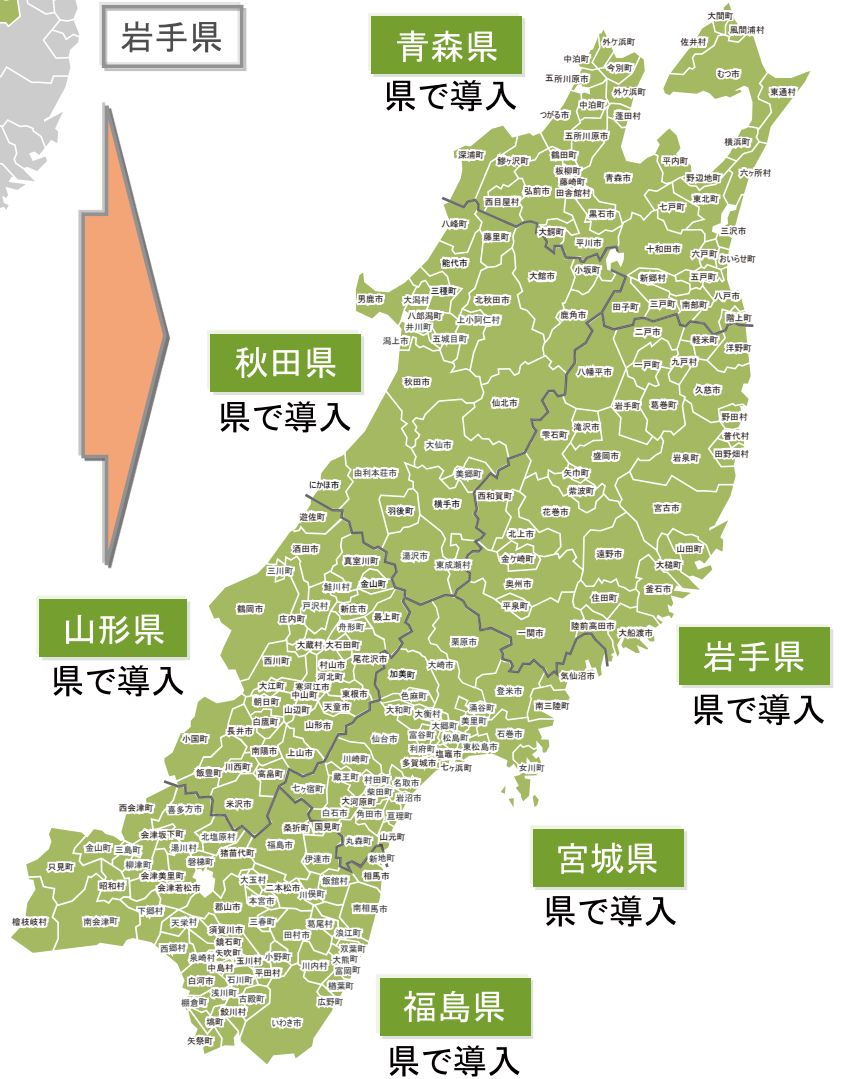 岩手県
青森県
県で導入
大間町
風間浦村
佐井村
むつ市
東通村
外ケ浜町
中泊町
今別町
五所川原市
外ケ浜町
中泊町
つがる市
蓬田村
五所川原市
横浜町
深浦町
鰺ヶ沢町
鶴田町
平内町
板柳町
六ヶ所村
藤崎町
青森市
野辺地町
弘前市
田舎館村
西目屋村
東北町
七戸町
黒石市
八峰町
大鰐町
三沢市
藤里町
平川市
十和田市
六戸町
おいらせ町
能代市
小坂町
大館市
新郷村
五戸町
三種町
男鹿市
大潟村
北秋田市
八戸市
田子町
三戸町
南部町
八郎潟町
上小阿仁村
鹿角市
階上町
井川町
二戸市
潟上市
五城目町
軽米町
洋野町
秋田県
県で導入
一戸町
九戸村
八幡平市
秋田市
久慈市
仙北市
岩手町
葛巻町
野田村
滝沢市
普代村
雫石町
大仙市
盛岡市
岩泉町
田野畑村
由利本荘市
美郷町
矢巾町
にかほ市
紫波町
西和賀町
横手市
宮古市
羽後町
花巻市
遊佐町
北上市
酒田市
山田町
湯沢市
金ケ崎町
遠野市
東成瀬村
大槌町
真室川町
三川町
奥州市
釜石市
鮭川村
金山町
住田町
鶴岡市
戸沢村
新庄市
平泉町
庄内町
最上町
舟形町
一関市
陸前高田市
大船渡市
山形県
県で導入
大蔵村
大石田町
栗原市
岩手県
県で導入
西川町
村山市
尾花沢市
大崎市
河北町
加美町
気仙沼市
大江町
寒河江市
中山町
東根市
色麻町
登米市
朝日町
山辺町
天童市
大和町
大衡村
涌谷町
南三陸町
白鷹町
山形市
大郷町
美里町
長井市
小国町
仙台市
富谷町
松島町
石巻市
南陽市
上山市
利府町
東松島市
川崎町
塩竈市
飯豊町
川西町
高畠町
多賀城市
七ヶ浜町
女川町
蔵王町
村田町
名取市
七ヶ宿町
柴田町
岩沼市
米沢市
大河原町
西会津町
喜多方市
白石市
角田市
亘理町
桑折町
国見町
会津坂下町
北塩原村
丸森町
山元町
金山町
三島町
湯川村
福島市
猪苗代町
伊達市
新地町
只見町
柳津町
磐梯町
会津美里町
相馬市
昭和村
会津若松市
大玉村
二本松市
飯舘村
本宮市
川俣町
下郷町
郡山市
南相馬市
檜枝岐村
南会津町
天栄村
三春町
葛尾村
須賀川市
田村市
浪江町
西郷村
鏡石町
矢吹町
双葉町
泉崎村
玉川村
小野町
大熊町
中島村
平田村
川内村
富岡町
白河市
石川町
楢葉町
浅川町
古殿町
棚倉町
広野町
鮫川村
塙町
いわき市
矢祭町
宮城県
県で導入
福島県
県で導入